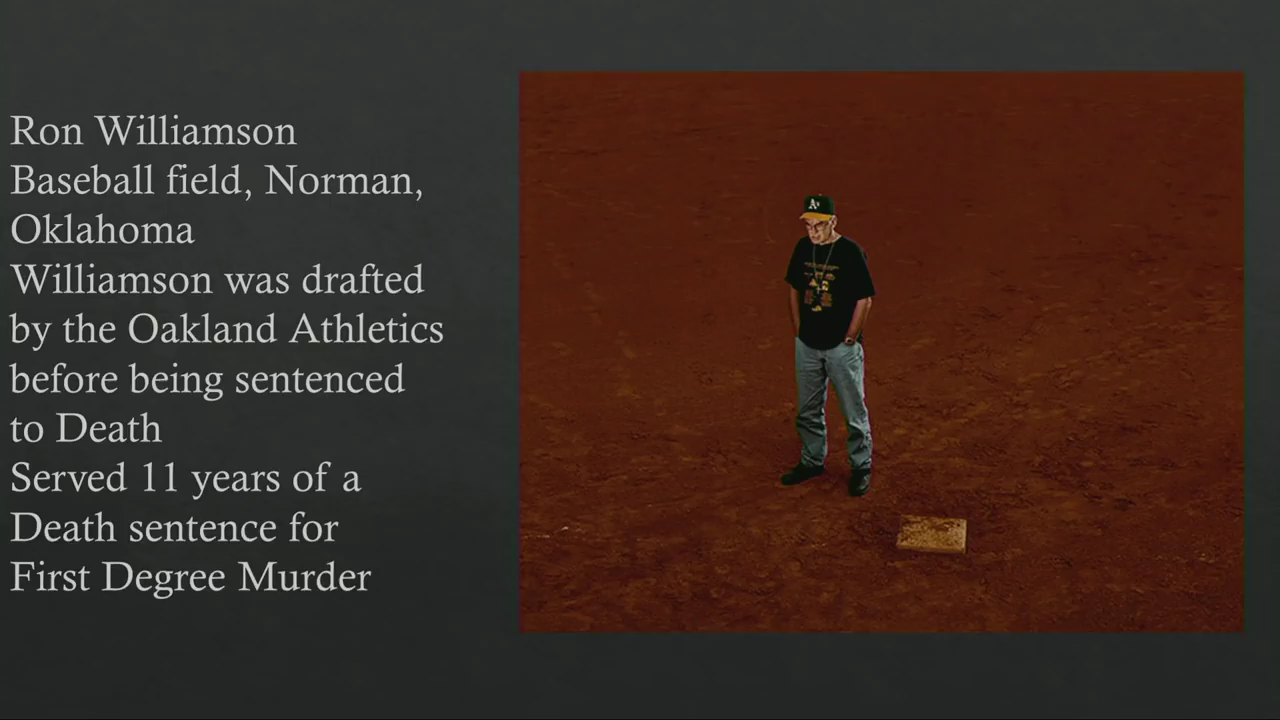 Ron Williamson
Baseball field, Norman,
Oklahoma
Williamson was drafted
by the Oakland Athletics
before being sentenced
to Death
Served 11 years of a
Death sentence for
First Degree Murder
A's